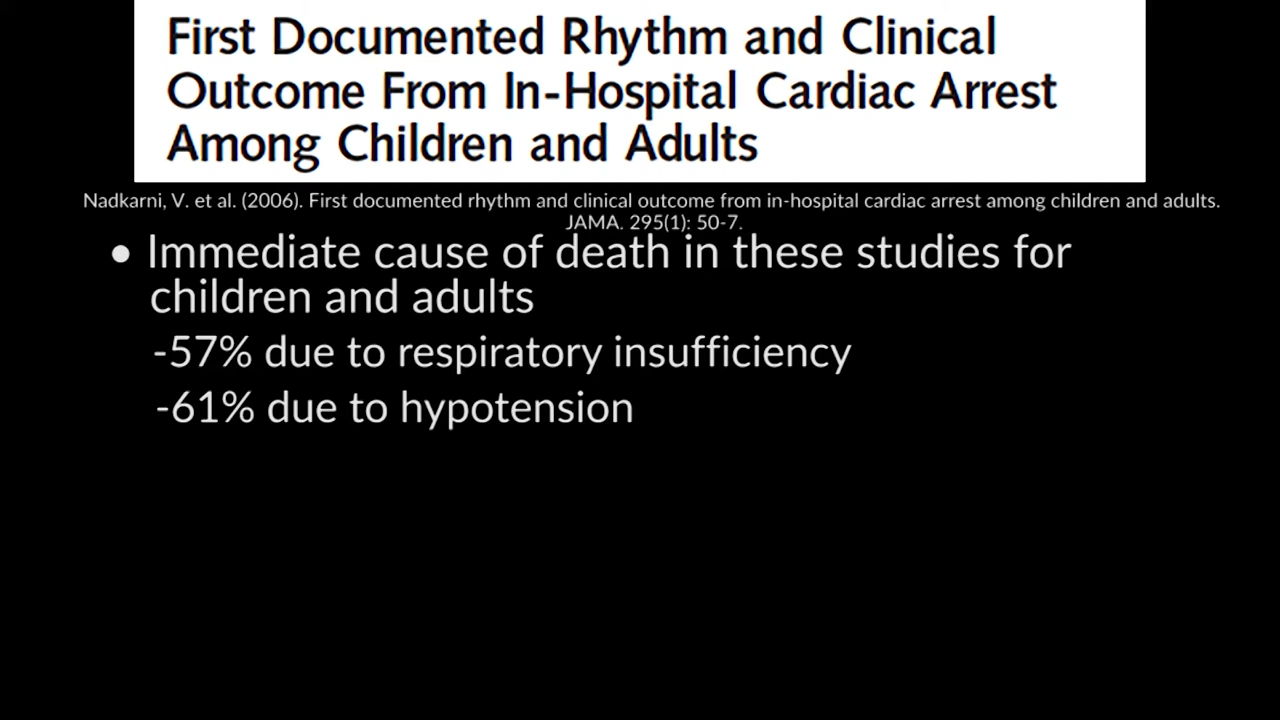 First Documented Rhythm and Clinical
Outcome From In-Hospital Cardiac Arrest
Among Children and Adults
Nadkarni, V. et al. (2006). First documented rhythm and clinical outcome from in-hospital cardiac arrest among children and adults.
JAMA. 295(1): 50-7.
• Immediate cause of death in these studies for
children and adults
-57% due to respiratory insufficiency
-61% due to hypotension